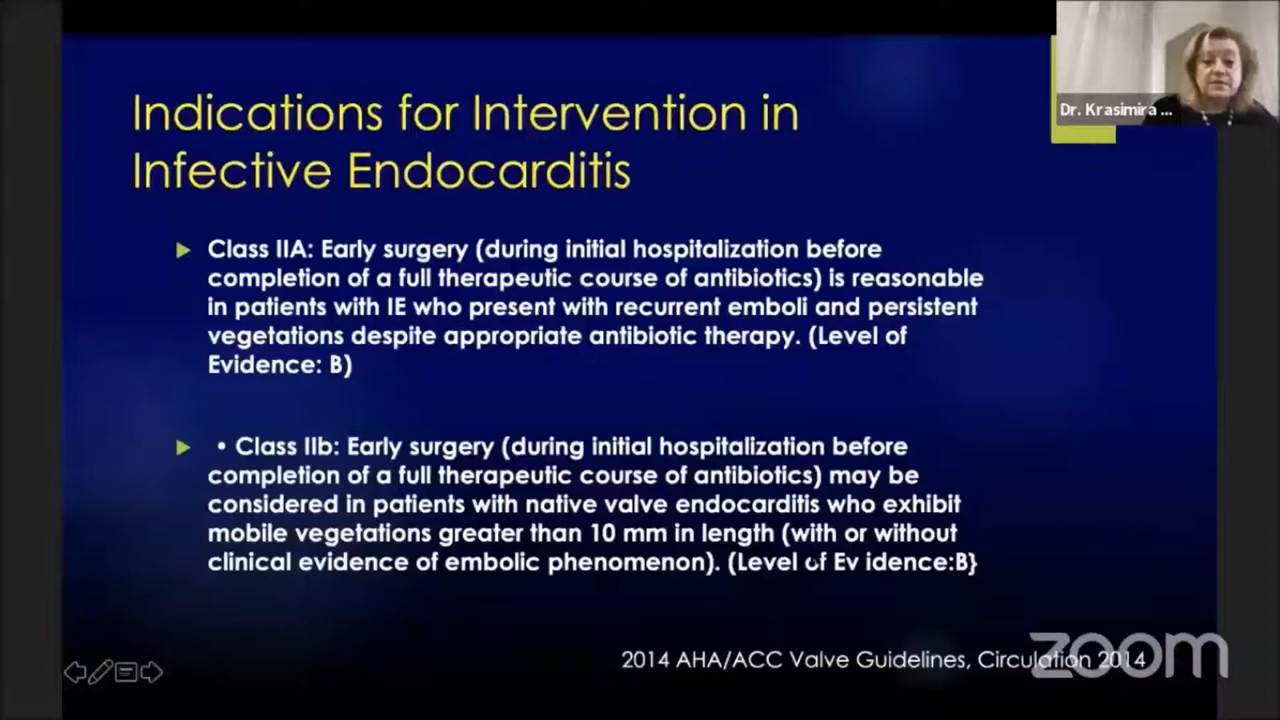 Dr. Krasimira ...
Indications for Intervention in
Infective Endocarditis
Class IIA: Early surgery (during initial hospitalization before
completion of a full therapeutic course of antibiotics) is reasonable
in patients with IE who present with recurrent emboli and persistent
vegetations despite appropriate antibiotic therapy. (Level of
Evidence: B)
• Class IIb: Early surgery (during initial hospitalization before
completion of a full therapeutic course of antibiotics) may be
considered in patients with native valve endocarditis who exhibit
mobile vegetations greater than 10 mm in length (with or without
clinical evidence of embolic phenomenon). (Level of Ev idence:B}
2014 AHA/ACC Valve Guidelines, Circulation 2014
zoom